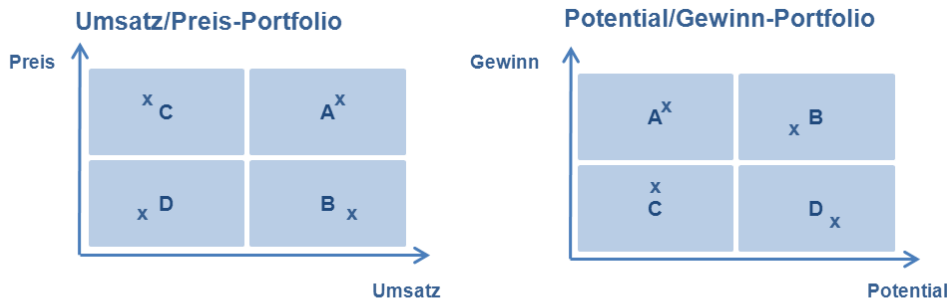 Umsatz/Preis-Portfolio
Preis
x C
A x
x D
B x
Umsatz
Potential/Gewinn-Portfolio
Gewinn
A x
x B
x
C
D x
Potential